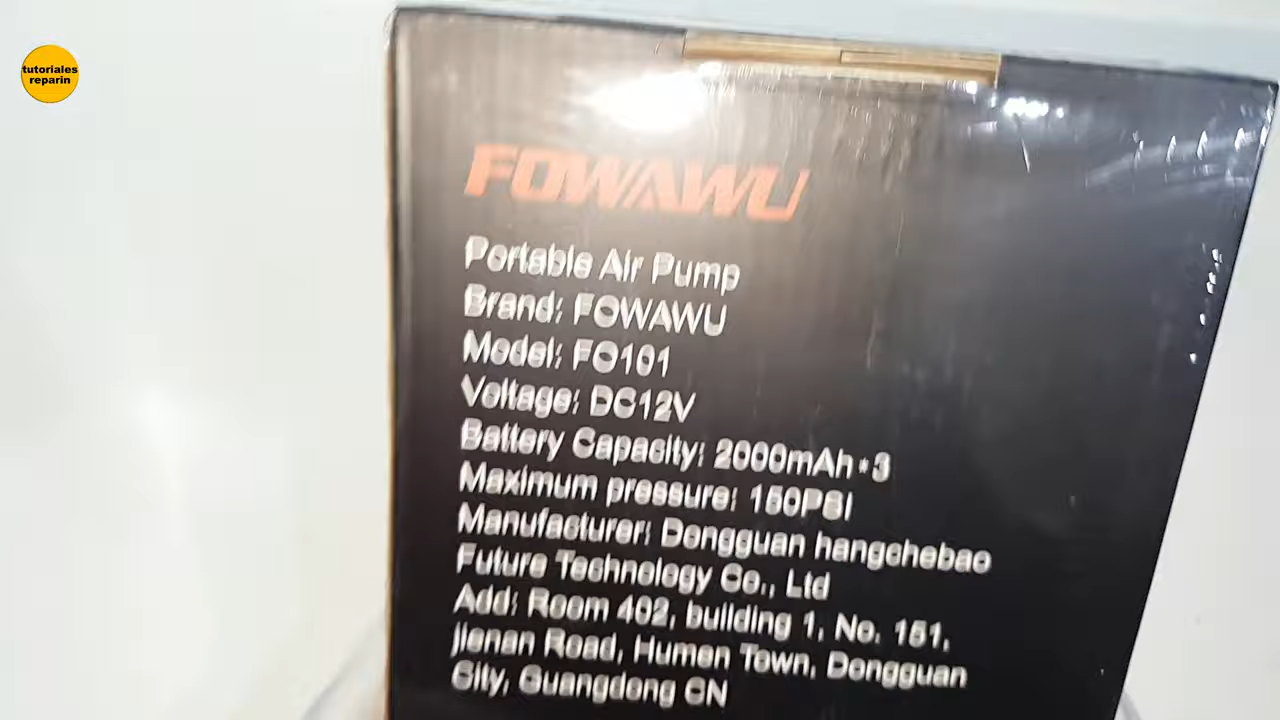 tutoriales
reparin
FOWAWU
Portable Air Pump
Brand: FOWAWU
Model: FO101
Voltage: DC12V
Battery Capacity: 2000mAh*3
Maximum pressure: 150PSI
Manufacturer: Dongguan hangchebao
Future Technology Co., Ltd
Add: Room 402, building 1, No. 151,
jienan Road, Humen Town, Dongguan
City, Guangdong CN